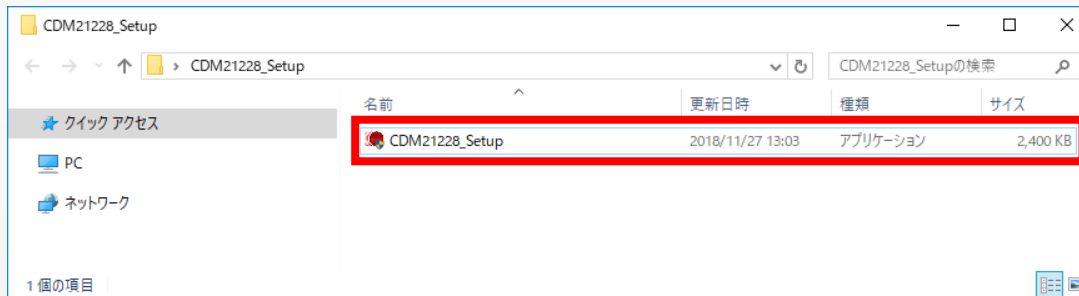 CDM21228_Setup
CDM21228_Setup
CDM21228_Setupの検索
名前 更新日時 種類 サイズ
クイック アクセス
CDM21228_Setup 2018/11/27 13:03 アプリケーション 2,400 KB
PC
ネットワーク
1 個の項目